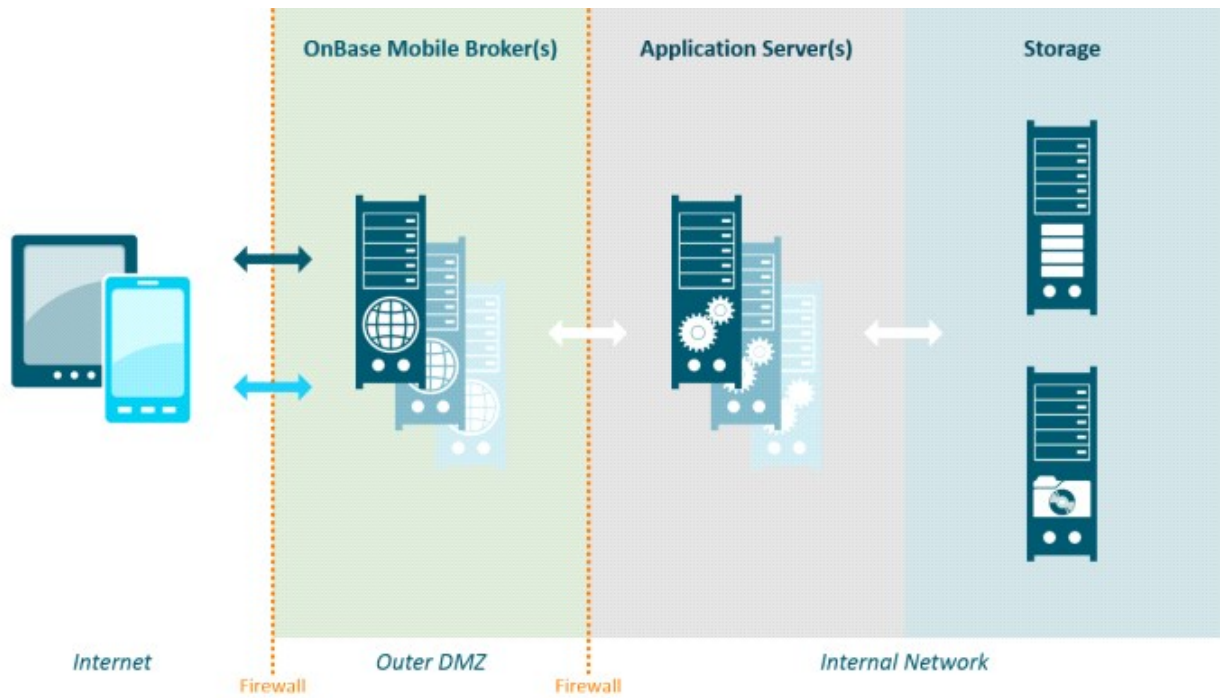 OnBase Mobile Broker(s)
Application Server(s)
Storage
Internet
Outer DMZ
Internal Network
Firewall
Firewall